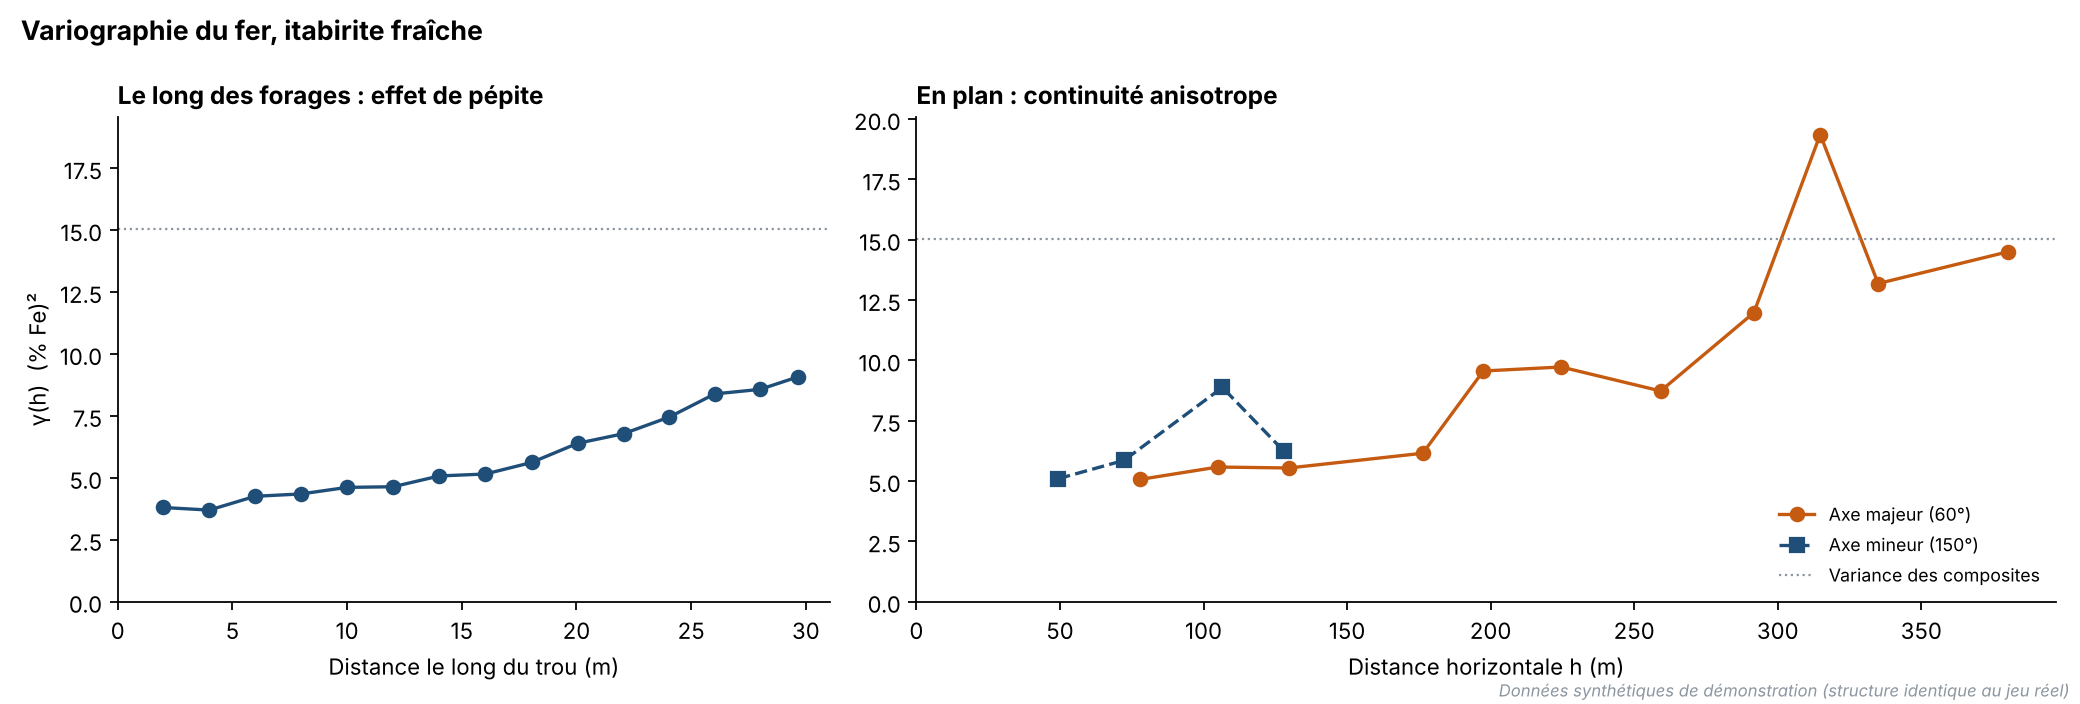 Variographie du fer, itabirite fraîche
Le long des forages : effet de pépite
17.5
15.0
12.5
10.0
7.5
5.0
2.5
0.0
γ(h) (% Fe)²
0 5 10 15 20 25 30
Distance le long du trou (m)
En plan : continuité anisotrope
20.0
17.5
15.0
12.5
10.0
7.5
5.0
2.5
0.0
Axe majeur (60°)
Axe mineur (150°)
Variance des composites
0 50 100 150 200 250 300 350
Distance horizontale h (m)
Données synthétiques de démonstration (structure identique au jeu réel)